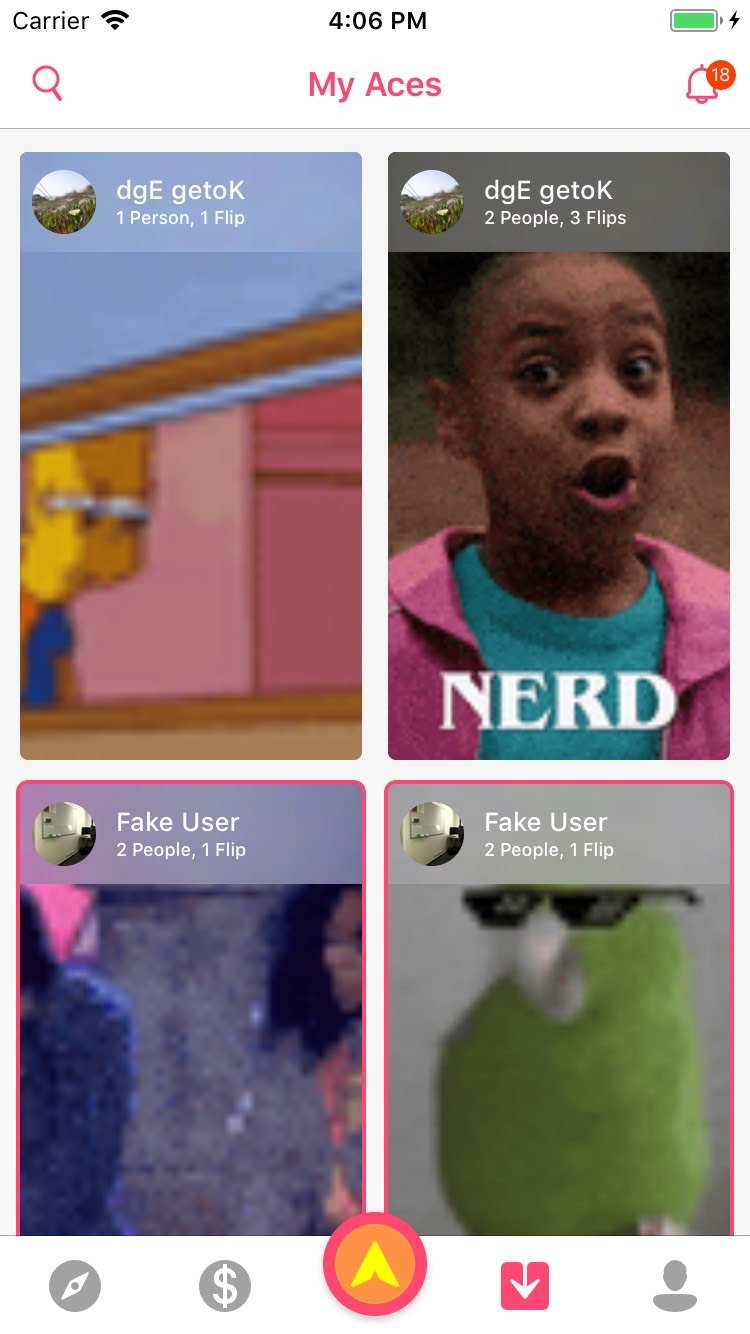 Carrier 4:06 PM
My Aces
18
dgE getoK
1 Person, 1 Flip
dgE getoK
2 People, 3 Flips
NERD
Fake User
2 People, 1 Flip
Fake User
2 People, 1 Flip
$